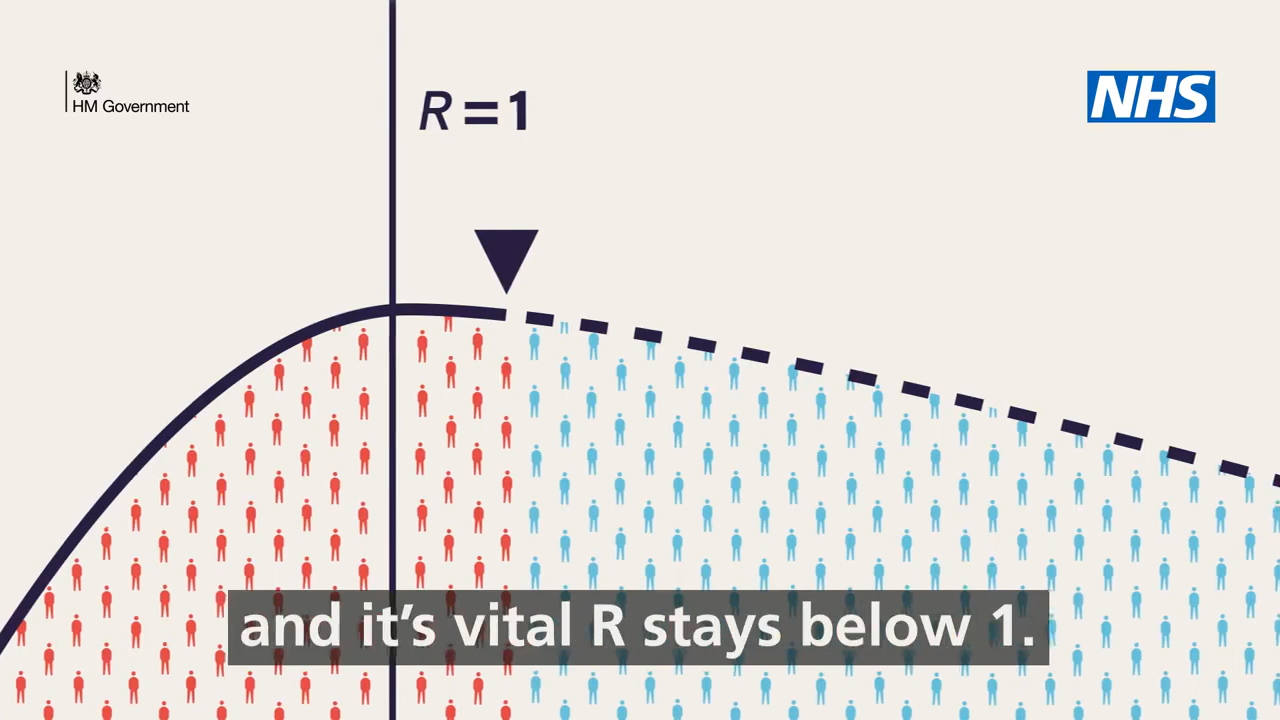 HM Government
R=1
NHS
and it’s vital R stays below 1.